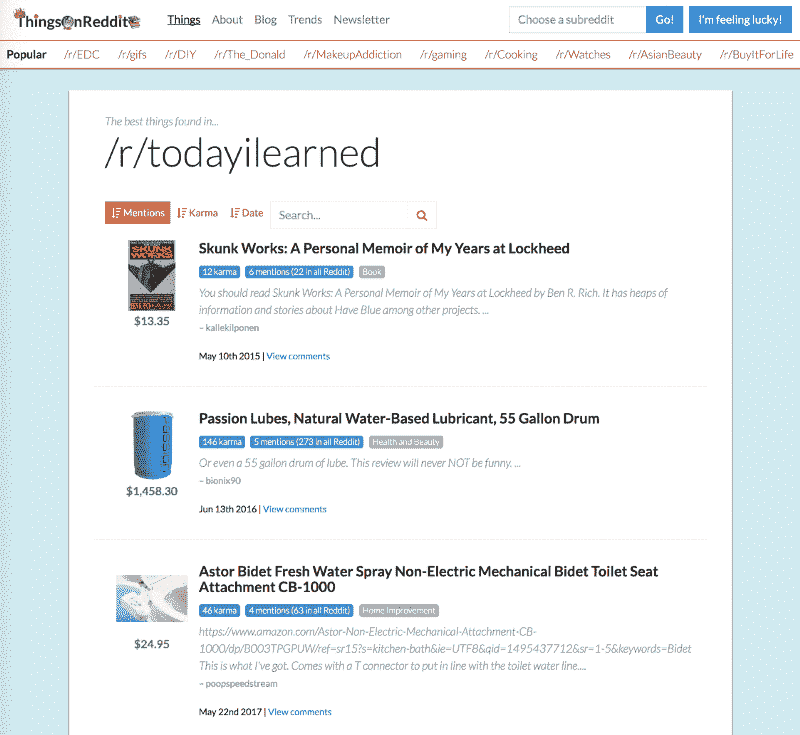 ThingsOnReddit Things About Blog Trends Newsletter Choose a subreddit Go! I'm feeling lucky!
Popular /r/EDC /r/gifs /r/DIY /r/The_Donald /r/MakeupAddiction /r/gaming /r/Cooking /r/Watches /r/AsianBeauty /r/BuyItForLife
The best things found in...
/r/todayilearned
Mentions Karma Date Search...
SKUNK WORKS
Skunk Works: A Personal Memoir of My Years at Lockheed
12 karma 6 mentions (22 in all Reddit) Book
You should read Skunk Works: A Personal Memoir of My Years at Lockheed by Ben R. Rich. It has heaps of
information and stories about Have Blue among other projects. ...
$13.35
– kallekilponen
May 10th 2015 | View comments
Passion Lubes, Natural Water-Based Lubricant, 55 Gallon Drum
146 karma 5 mentions (273 in all Reddit) Health and Beauty
Or even a 55 gallon drum of lube. This review will never NOT be funny. ...
– bionix90
$1,458.30
Jun 13th 2016 | View comments
Astor Bidet Fresh Water Spray Non-Electric Mechanical Bidet Toilet Seat
Attachment CB-1000
46 karma 4 mentions (63 in all Reddit) Home Improvement
https://www.amazon.com/Astor-Non-Electric-Mechanical-Attachment-CB-
1000/dp/B003TPGPUW/ref=sr15?s=kitchen-bath&ie=UTF8&qid=1495437712&sr=1-5&keywords=Bidet
$24.95
This is what I've got. Comes with a T connector to put in line with the toilet water line....
– poopspeedstream
May 22nd 2017 | View comments